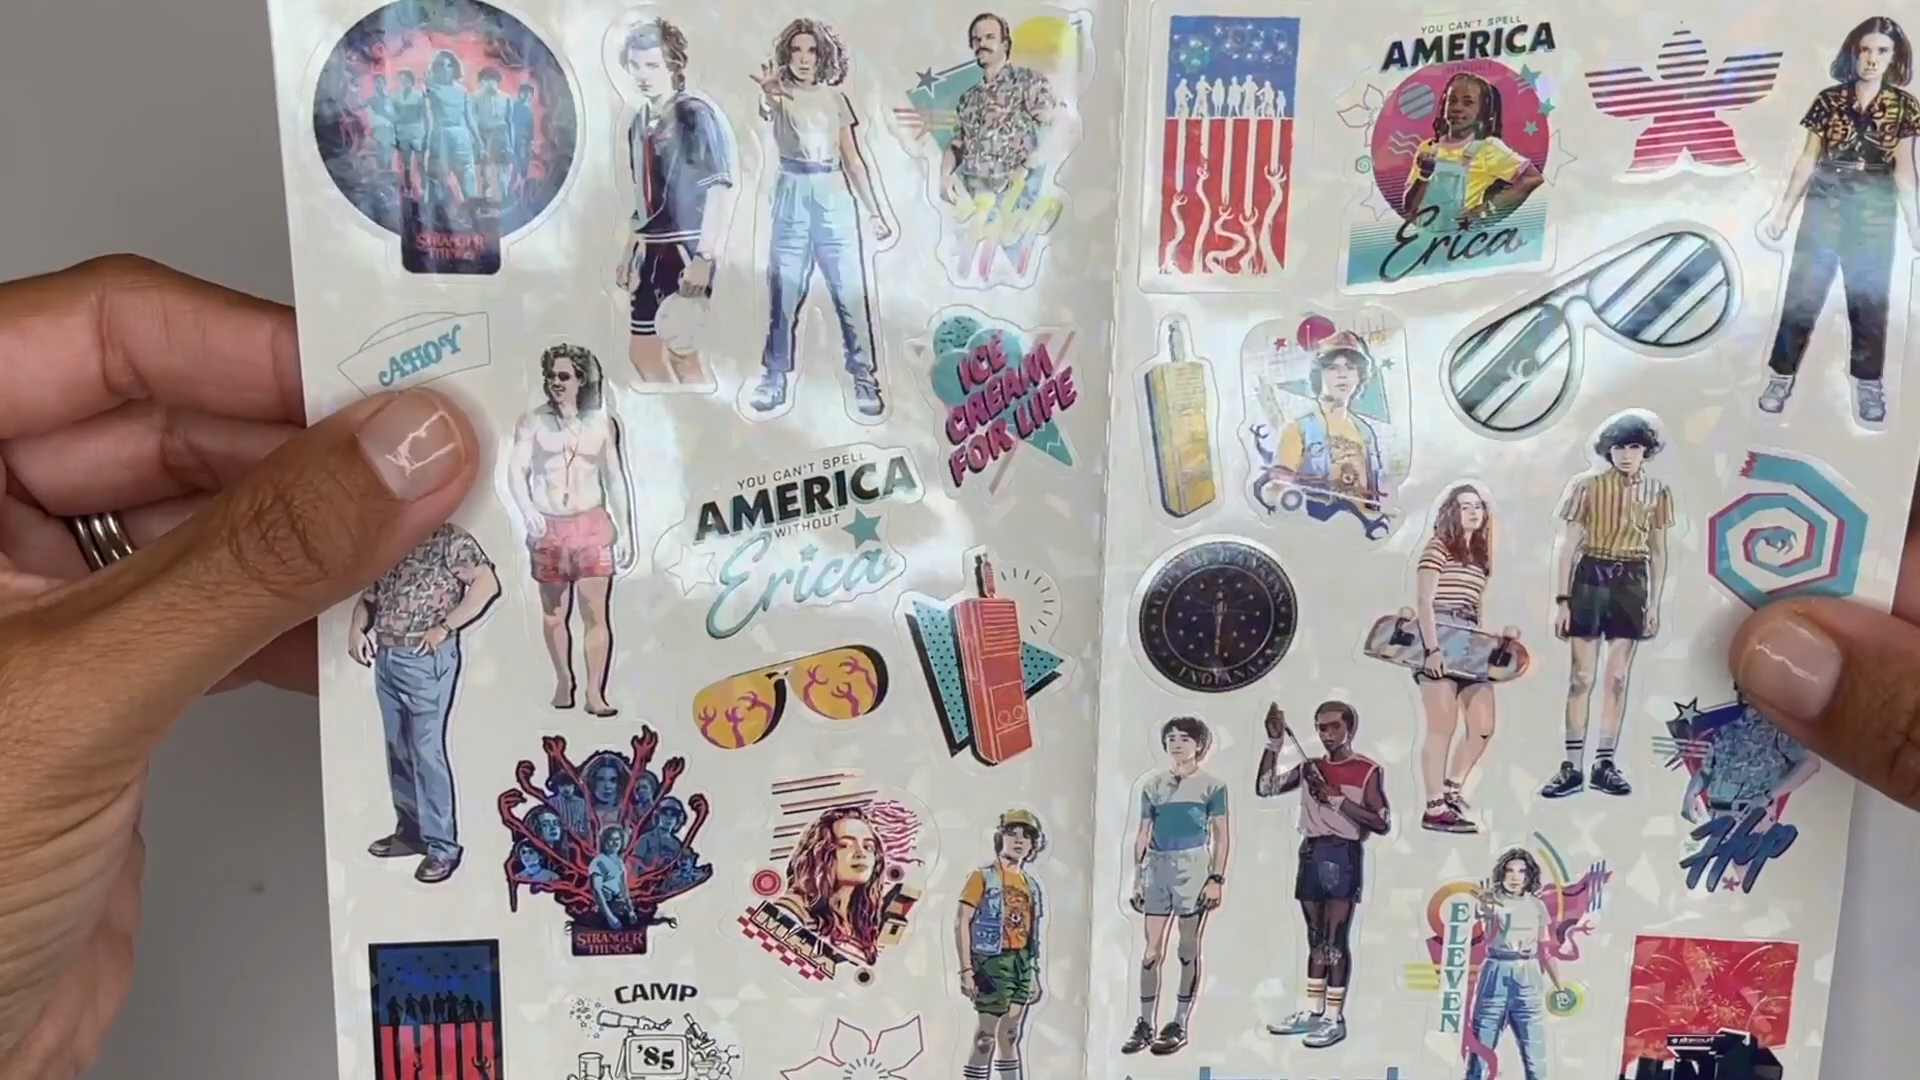 STRANGER
THINGS
AHOY
ICE
CREAM
FOR LIFE
YOU CAN'T SPELL
AMERICA
WITHOUT
Erica
Hop
STRANGER
THINGS
MAX
CAMP
'85
YOU CAN'T SPELL
AMERICA
WITHOUT
Erica
INDIANA
Hop
ELEVEN